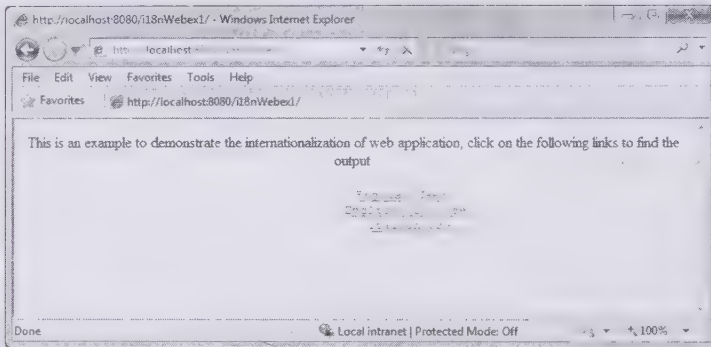 http://localhost:8080/i18nWebex1/ - Windows Internet Explorer
localhost
File Edit View Favorites Tools Help
Favorites http://localhost:8080/i18nWebex1/
This is an example to demonstrate the internationalization of web application, click on the following links to find the
output
Done Local intranet | Protected Mode: Off 100%